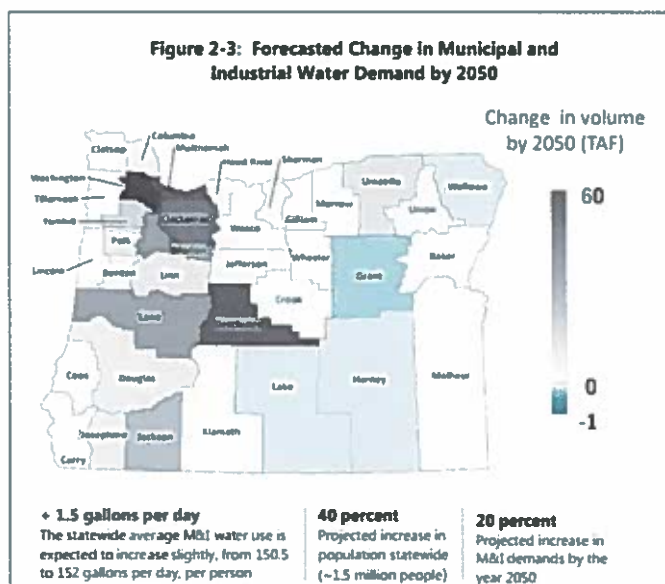 Figure 2-3: Forecasted Change in Municipal and
Industrial Water Demand by 2050
Change in volume
by 2050 (TAF)
60
0
-1
Columbia
Clatsop
Multnomah
Hood River
Sherman
Washington
Tillamook
Yamhill
Clackamas
Polk
Wasco
Gilliam
Morrow
Umatilla
Union
Wallowa
Lincoln
Benton
Linn
Jefferson
Wheeler
Grant
Baker
Crook
Lane
Deschutes
Coos
Douglas
Lake
Harney
Malheur
Josephine
Jackson
Klamath
Curry
+ 1.5 gallons per day
The statewide average M&I water use is
expected to increase slightly, from 150.5
to 152 gallons per day, per person
40 percent
Projected increase in
population statewide
(~1.5 million people)
20 percent
Projected increase in
M&I demands by the
year 2050